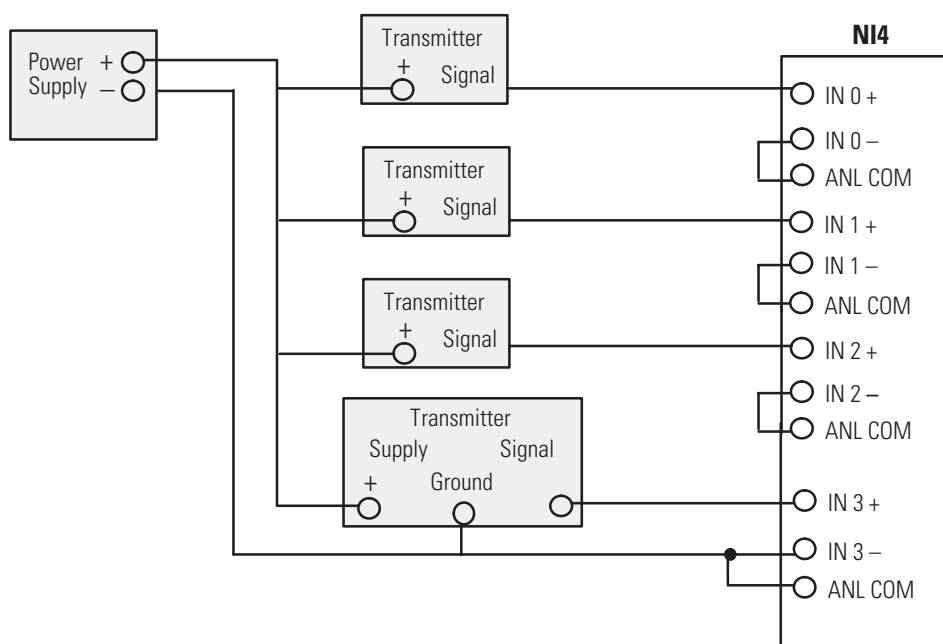 NI4
Power +
Supply –
Transmitter
+ Signal
IN 0 +
IN 0 –
ANL COM
Transmitter
+ Signal
IN 1 +
IN 1 –
ANL COM
Transmitter
+ Signal
IN 2 +
IN 2 –
ANL COM
Transmitter
Supply Signal
+ Ground
IN 3 +
IN 3 –
ANL COM